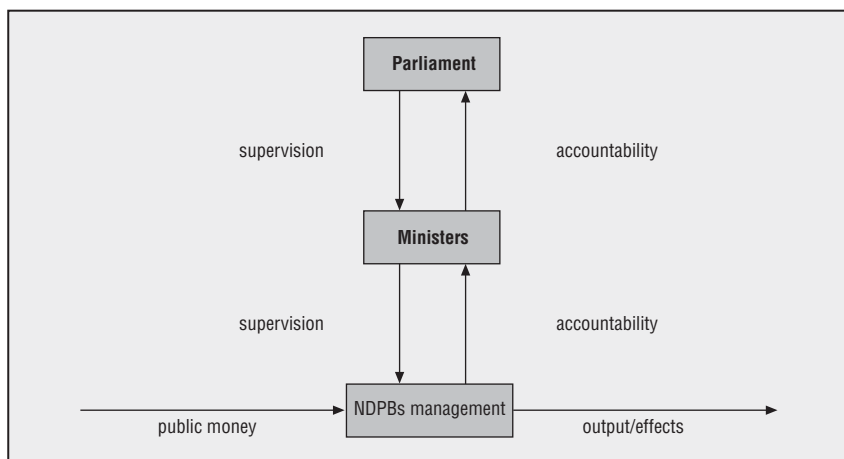 Parliament
supervision
accountability
Ministers
supervision
accountability
NDPBs management
public money
output/effects